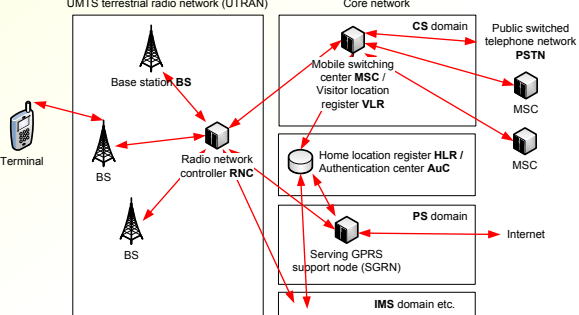 UMTS terrestrial radio network (UTRAN)
Core network
CS domain
Public switched
telephone network
PSTN
Base station BS
Mobile switching
center MSC /
Visitor location
register VLR
MSC
MSC
Terminal
BS
Radio network
controller RNC
Home location register HLR /
Authentication center AuC
PS domain
BS
Internet
Serving GPRS
support node (SGRN)
IMS domain etc.